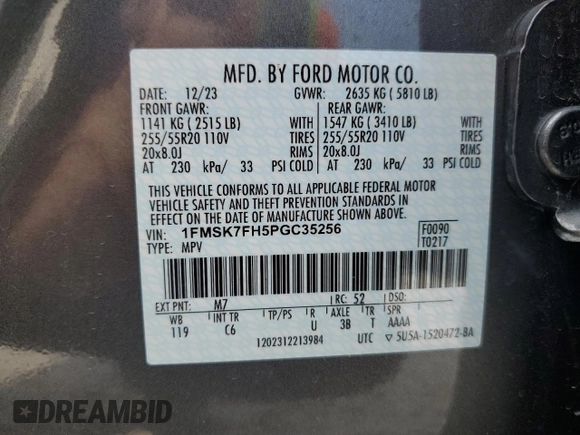 MFD. BY FORD MOTOR CO.
DATE: 12/23 GVWR: 2635 KG ( 5810 LB)
FRONT GAWR: REAR GAWR:
1141 KG ( 2515 LB) WITH 1547 KG ( 3410 LB) WITH
255/55R20 110V TIRES 255/55R20 110V TIRES
20x8.0J RIMS 20x8.0J RIMS
AT 230 kPa/ 33 PSI COLD AT 230 kPa/ 33 PSI COLD
THIS VEHICLE CONFORMS TO ALL APPLICABLE FEDERAL MOTOR
VEHICLE SAFETY AND THEFT PREVENTION STANDARDS IN
EFFECT ON THE DATE OF MANUFACTURE SHOWN ABOVE.
VIN: 1FMSK7FH5PGC35256 F0090
TYPE: MPV T0217
EXT PNT: M7 RC: 52 DSO:
WB INT TR TP/PS R AXLE TR SPR
119 C6 U 3B T AAAA
1202312213984 UTC ▽ 5U5A-1520472-BA
DREAMBID